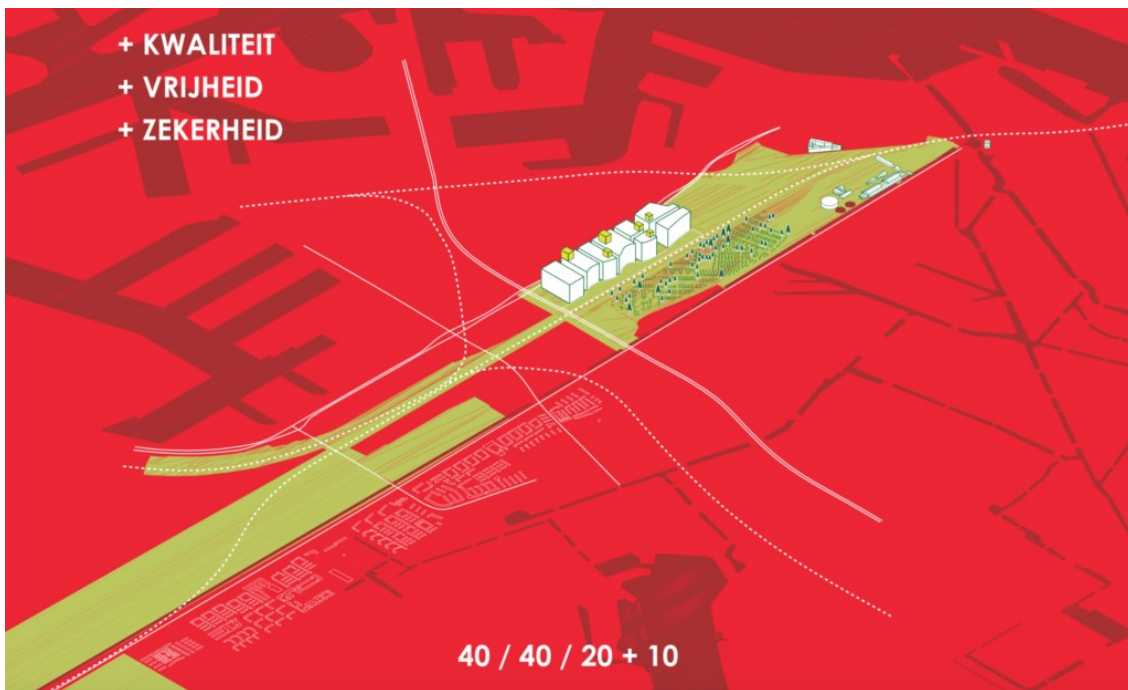 + KWALITEIT
+ VRIJHEID
+ ZEKERHEID
40 / 40 / 20 + 10